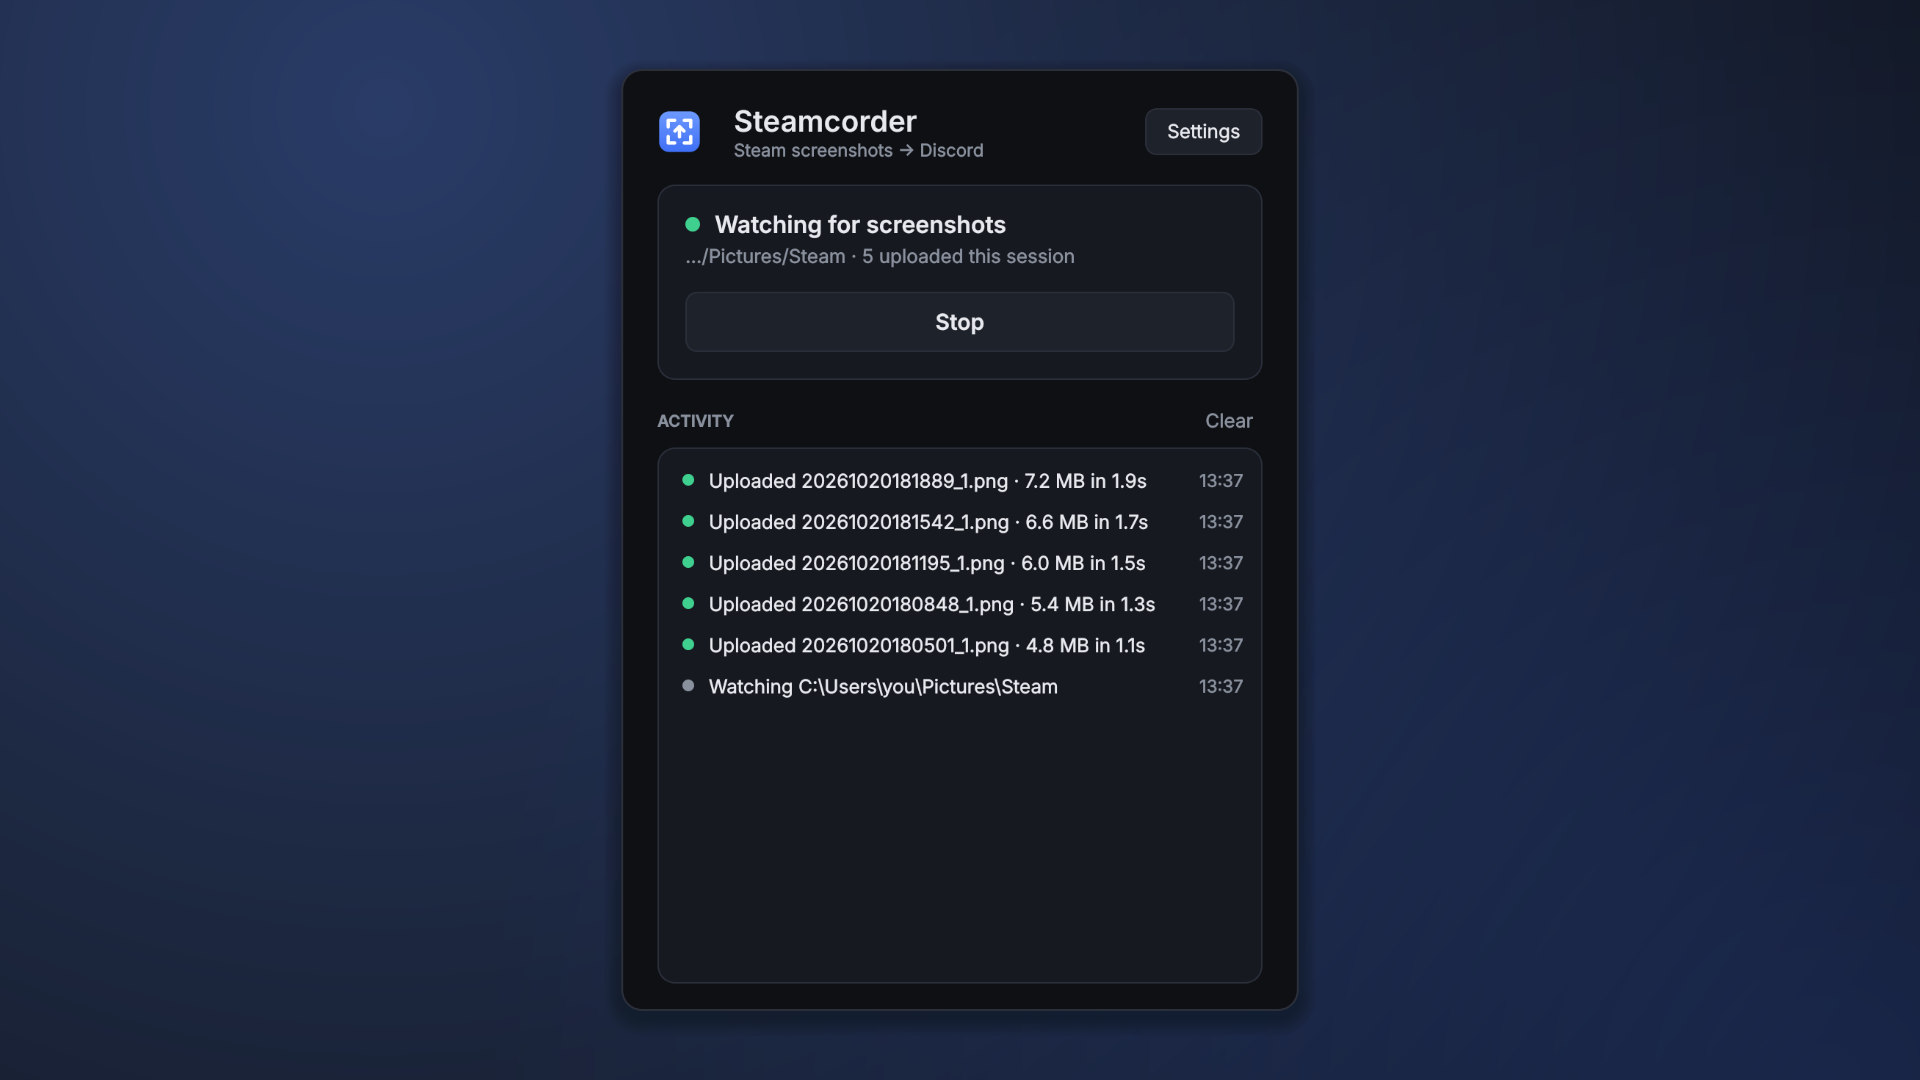 Steamcorder
Steam screenshots → Discord
Settings
Watching for screenshots
.../Pictures/Steam · 5 uploaded this session
Stop
ACTIVITY
Clear
Uploaded 20261020181889_1.png · 7.2 MB in 1.9s 13:37
Uploaded 20261020181542_1.png · 6.6 MB in 1.7s 13:37
Uploaded 20261020181195_1.png · 6.0 MB in 1.5s 13:37
Uploaded 20261020180848_1.png · 5.4 MB in 1.3s 13:37
Uploaded 20261020180501_1.png · 4.8 MB in 1.1s 13:37
Watching C:\Users\you\Pictures\Steam 13:37